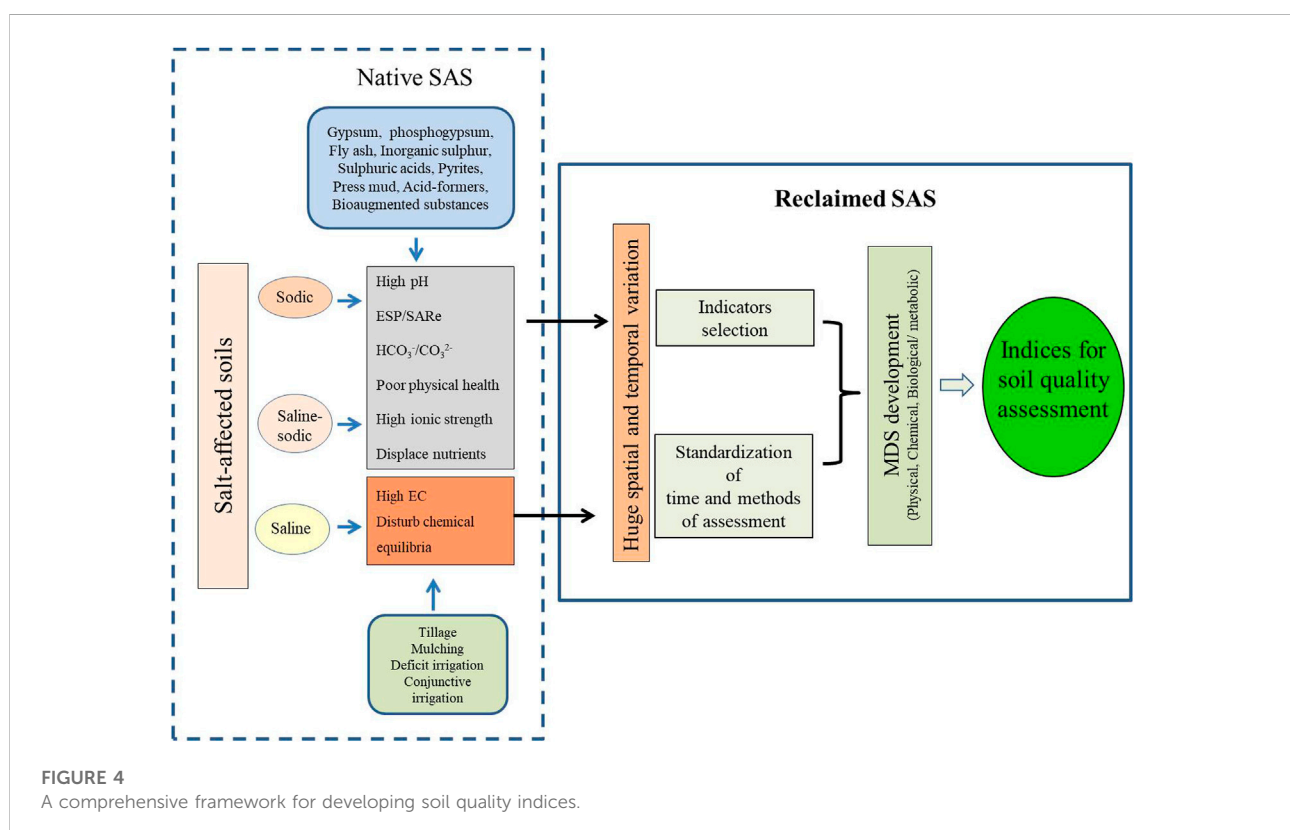 Native SAS
Gypsum, phosphogypsum,
Fly ash, Inorganic sulphur,
Sulphuric acids, Pyrites,
Press mud, Acid-formers,
Bioaugmented substances
Salt-affected soils
Sodic
Saline-
sodic
Saline
High pH
ESP/SARe
HCO₃⁻/CO₃²⁻
Poor physical health
High ionic strength
Displace nutrients
High EC
Disturb chemical
equilibria
Tillage
Mulching
Deficit irrigation
Conjunctive
irrigation
Reclaimed SAS
Huge spatial and temporal variation
Indicators
selection
Standardization
of
time and methods
of assessment
MDS development
(Physical, Chemical, Biological/ metabolic)
Indices for
soil quality
assessment
FIGURE 4
A comprehensive framework for developing soil quality indices.